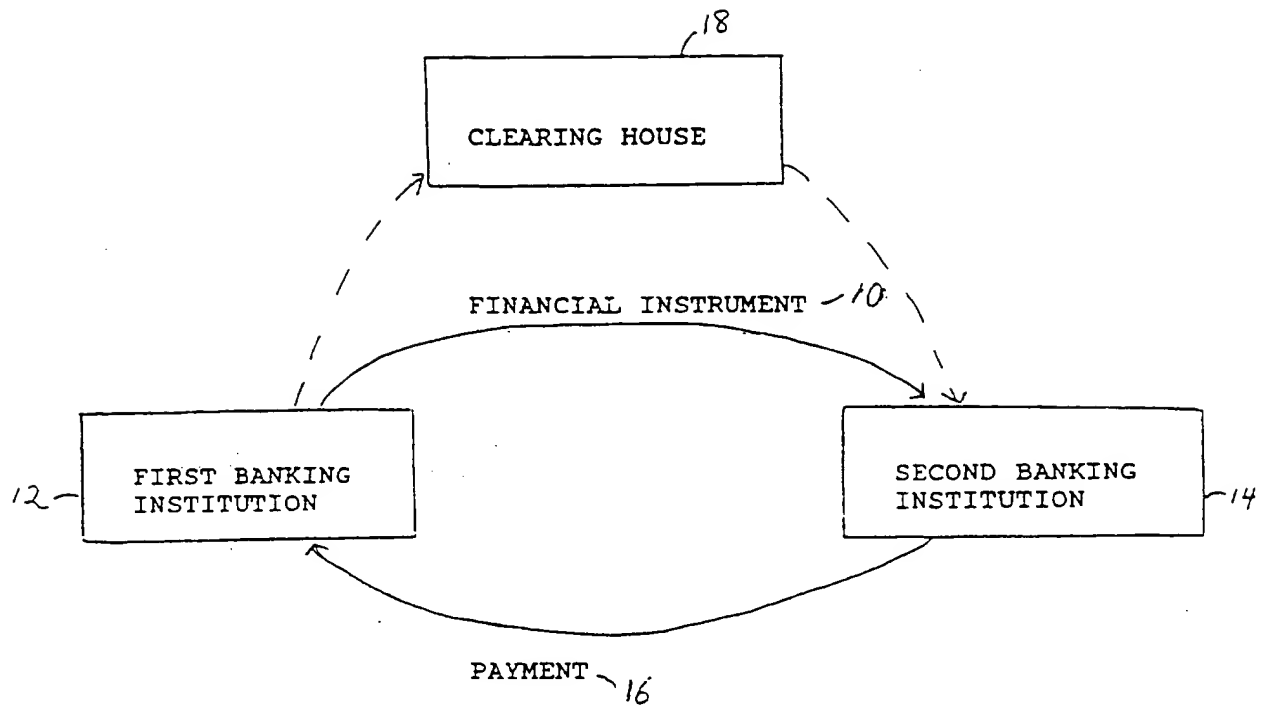 18
CLEARING HOUSE
FINANCIAL INSTRUMENT 10
FIRST BANKING
INSTITUTION
12
SECOND BANKING
INSTITUTION
14
PAYMENT 16